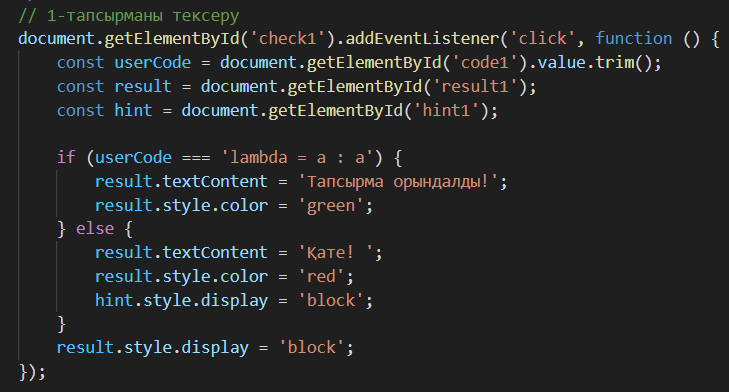 // 1-тапсырманы тексеру
document.getElementById('check1').addEventListener('click', function () {
    const userCode = document.getElementById('code1').value.trim();
    const result = document.getElementById('result1');
    const hint = document.getElementById('hint1');

    if (userCode === 'lambda = a : a') {
        result.textContent = 'Тапсырма орындалды!';
        result.style.color = 'green';
    } else {
        result.textContent = 'Қате! ';
        result.style.color = 'red';
        hint.style.display = 'block';
    }
    result.style.display = 'block';
});